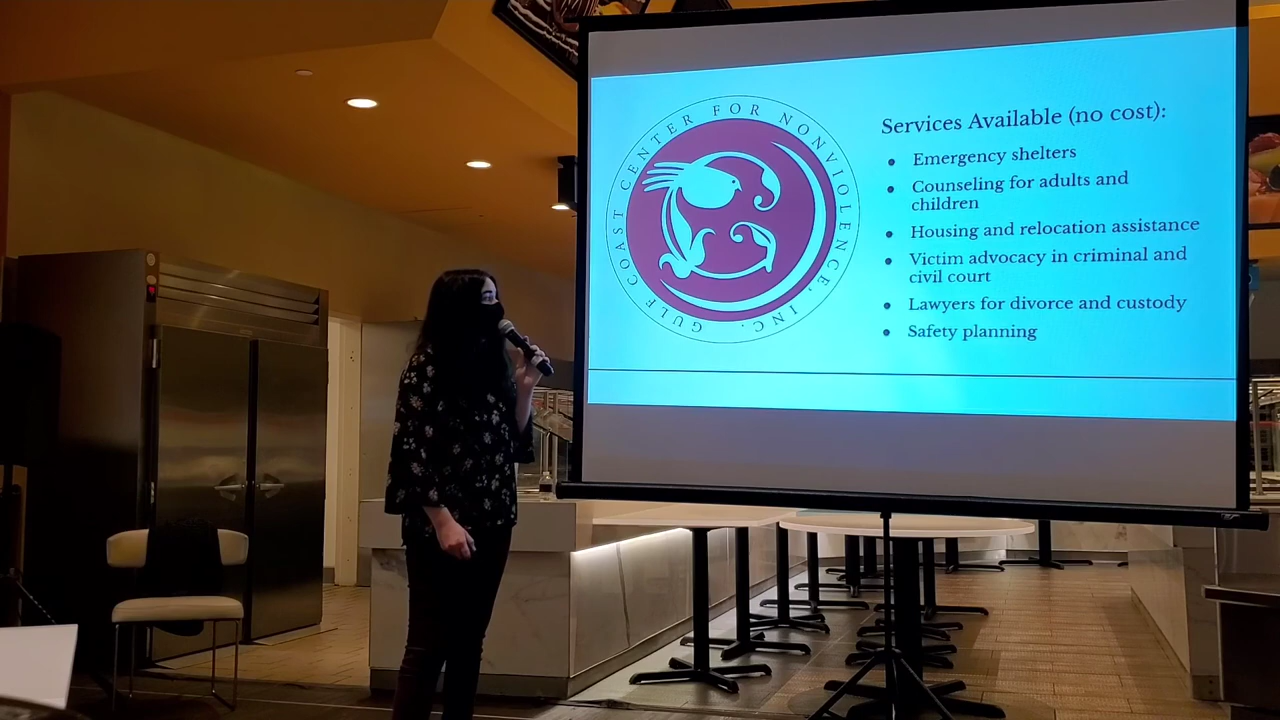 GULF COAST CENTER FOR NONVIOLENCE, INC.
Services Available (no cost):
• Emergency shelters
• Counseling for adults and
children
• Housing and relocation assistance
• Victim advocacy in criminal and
civil court
• Lawyers for divorce and custody
• Safety planning